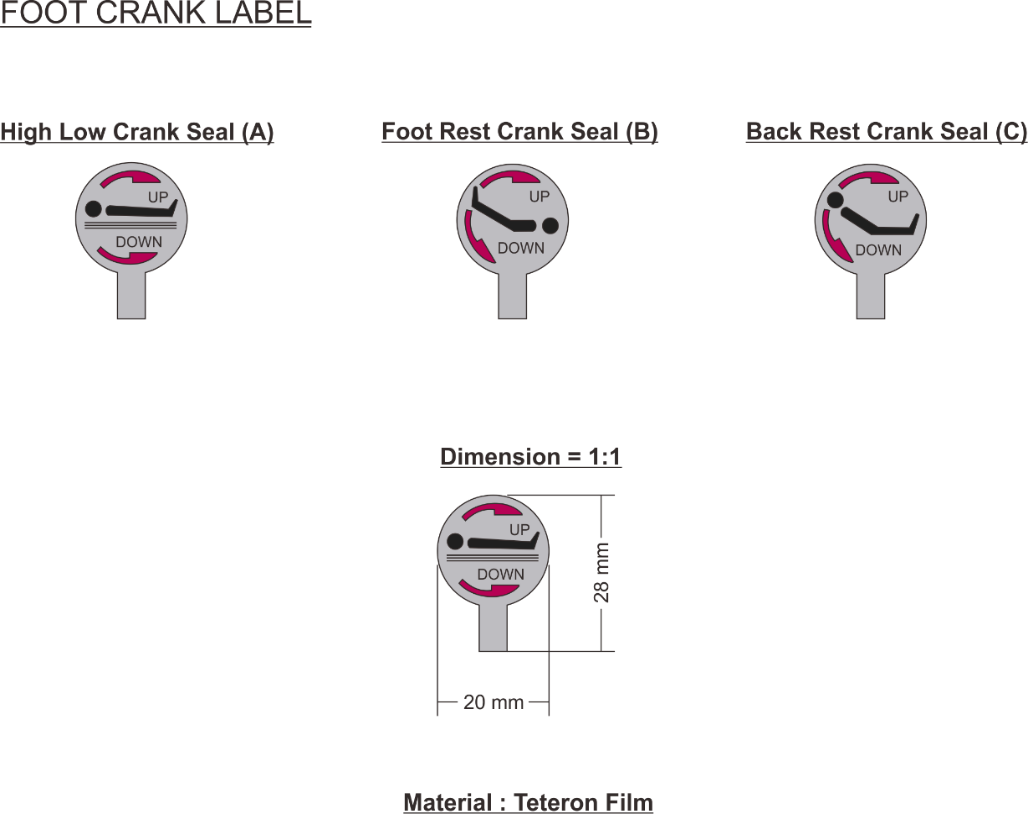 FOOT CRANK LABEL
High Low Crank Seal (A)
Foot Rest Crank Seal (B)
Back Rest Crank Seal (C)
UP
DOWN
UP
DOWN
UP
DOWN
Dimension = 1:1
UP
DOWN
28 mm
20 mm
Material : Teteron Film